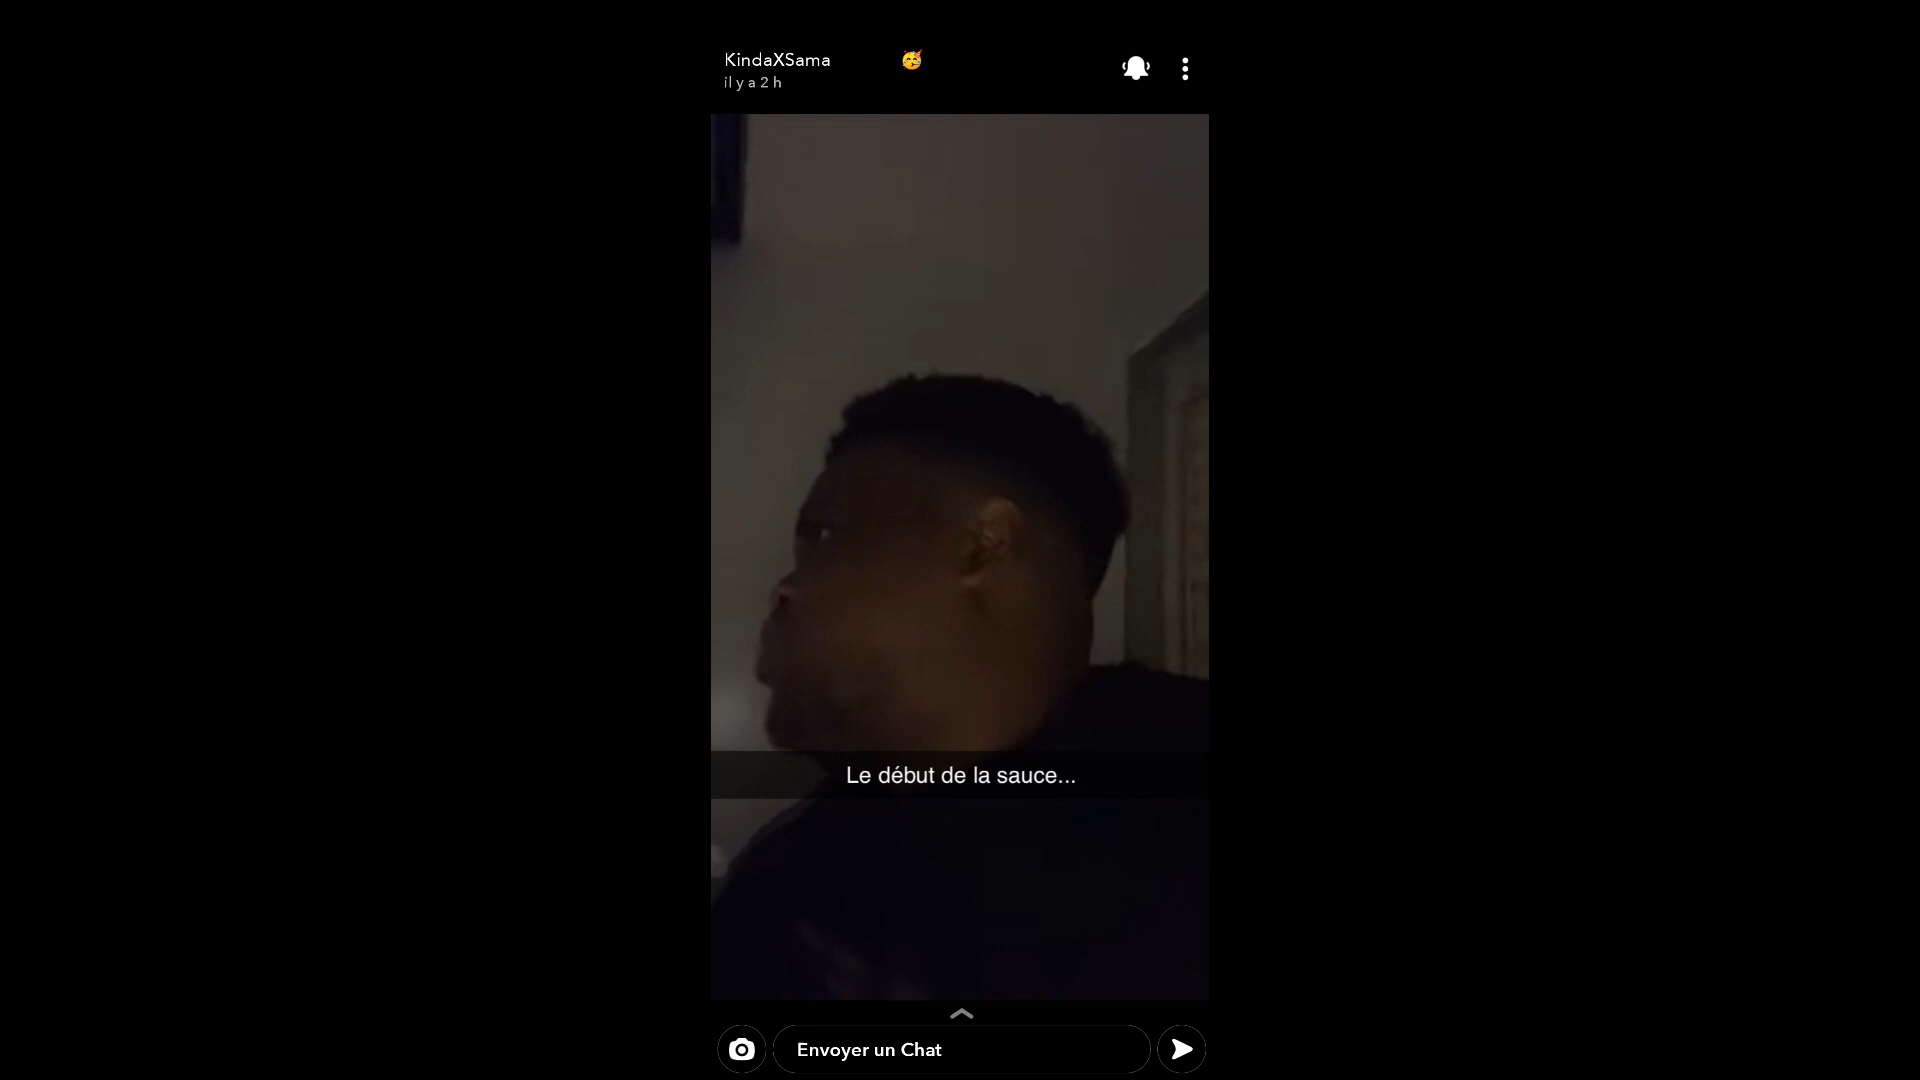 KindaXSama 🥳
il y a 2 h
Le début de la sauce...
Envoyer un Chat